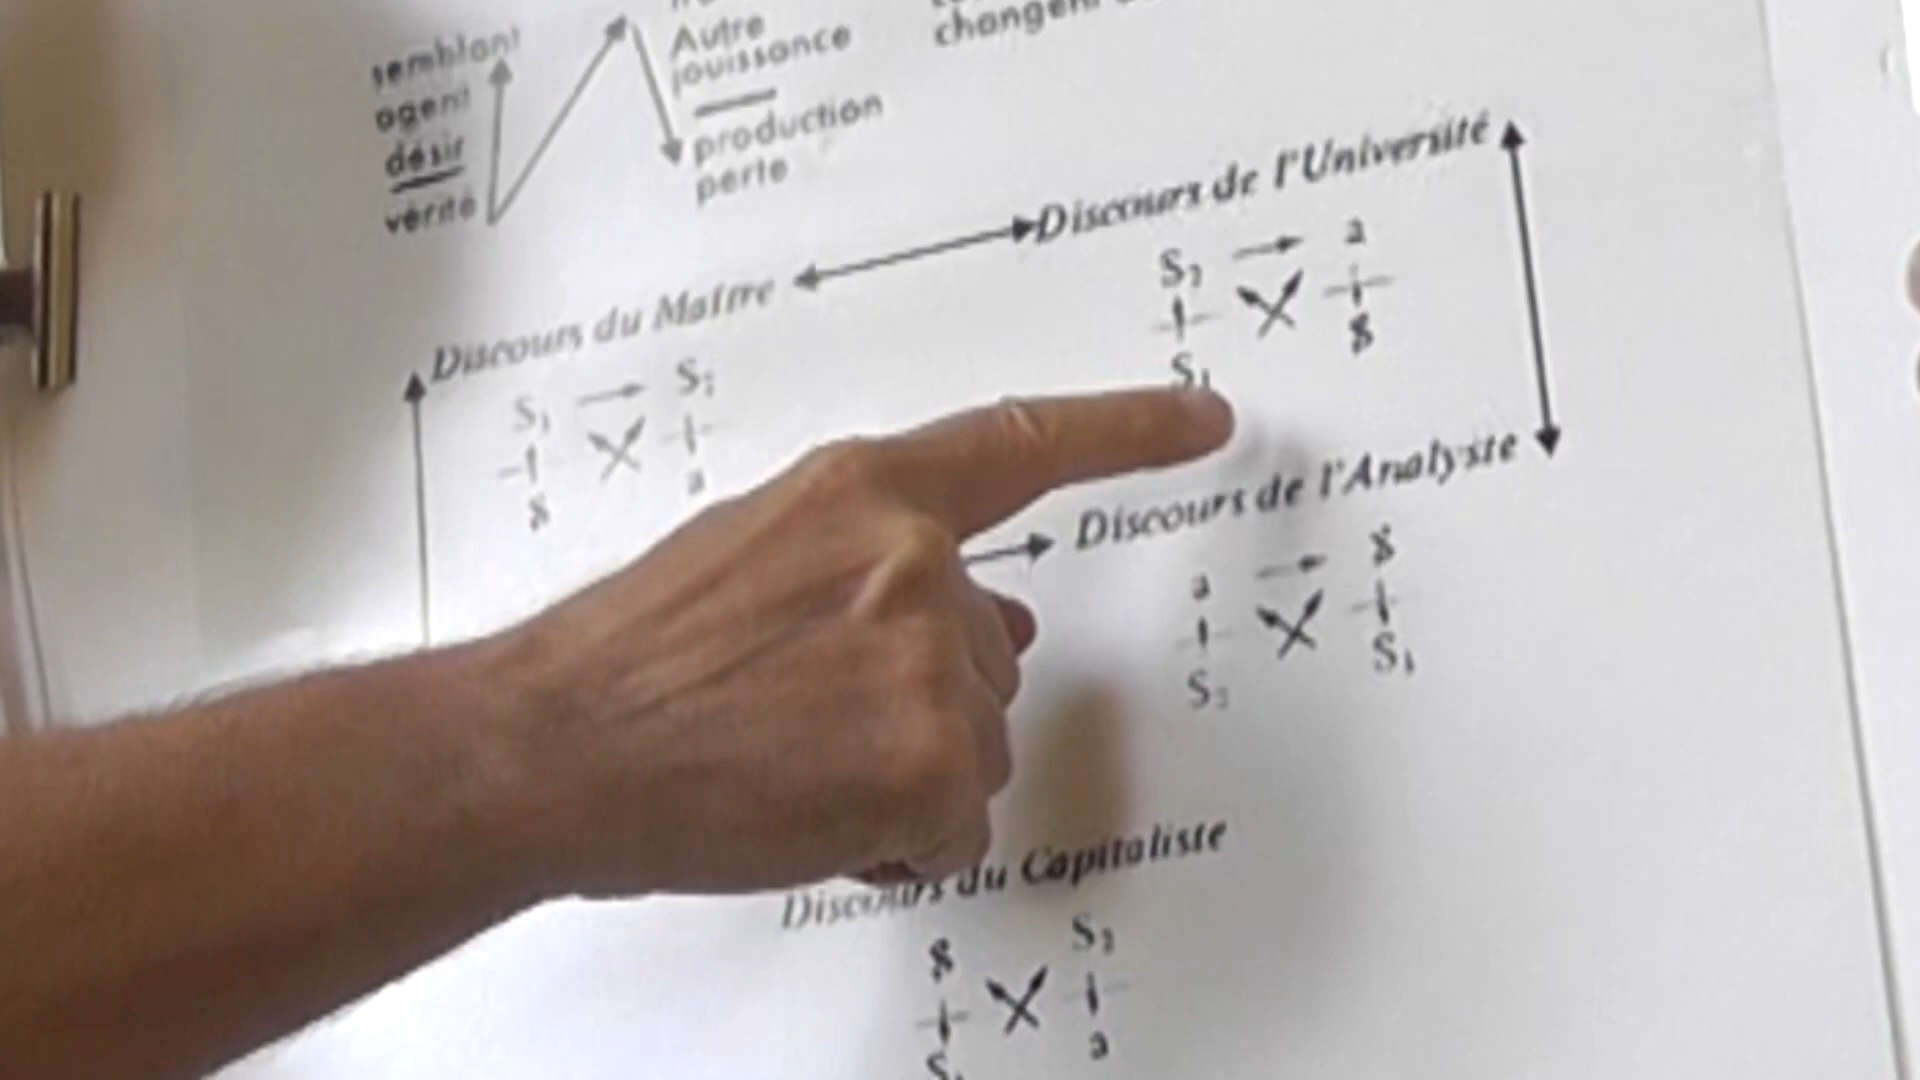 semblant
agent
désir
vérité
Autre
jouissance
production
perte
Discours du Maître
S1 S2
$ a
Discours de l'Université
S2 a
$
S1
Discours de l'Analyste
a $
S2 S1
Discours du Capitaliste
$ S2
a